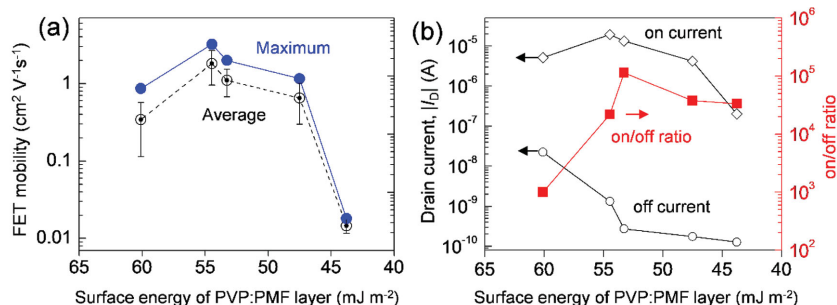 (a)
Maximum
Average
FET mobility (cm² V⁻¹s⁻¹)
1
0.1
0.01
65 60 55 50 45 40
Surface energy of PVP:PMF layer (mJ m⁻²)
(b)
on current
on/off ratio
off current
Drain current, |I_D| (A)
10⁻⁵
10⁻⁶
10⁻⁷
10⁻⁸
10⁻⁹
10⁻¹⁰
10⁶
10⁵
10⁴
10³
10²
on/off ratio
65 60 55 50 45 40
Surface energy of PVP:PMF layer (mJ m⁻²)